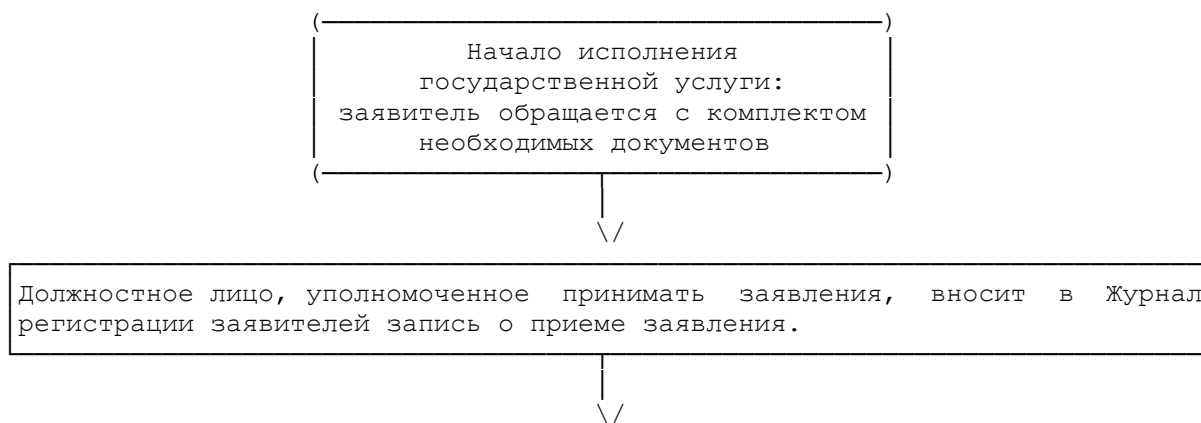 Начало исполнения
государственной услуги:
заявитель обращается с комплектом
необходимых документов
Должностное лицо, уполномоченное принимать заявления, вносит в Журнал
регистрации заявителей запись о приеме заявления.